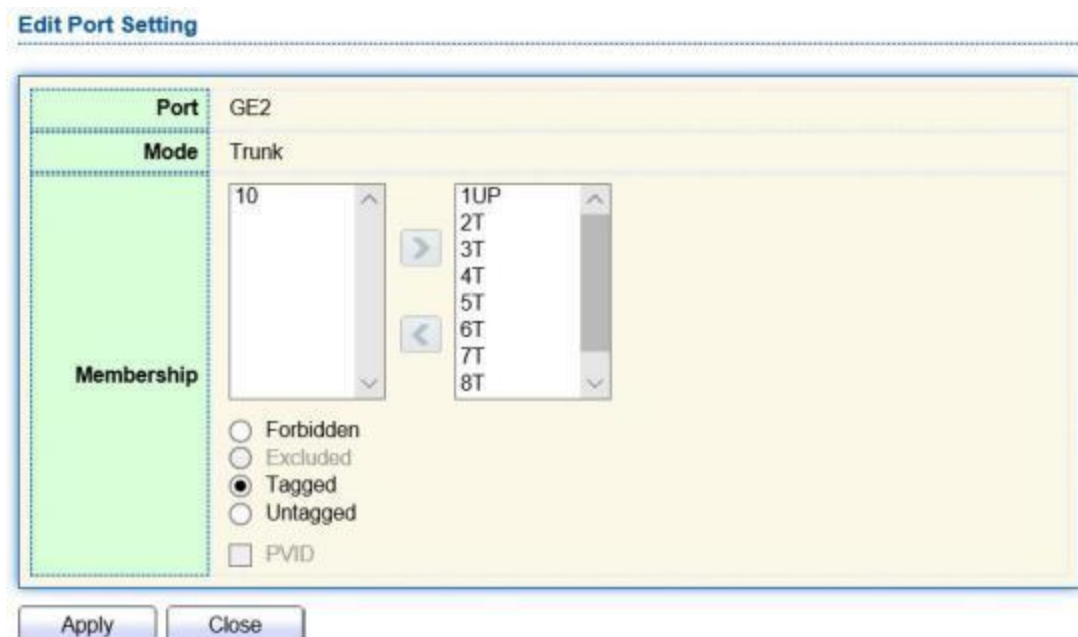 Edit Port Setting
Port GE2
Mode Trunk
Membership
10
1UP
2T
3T
4T
5T
6T
7T
8T
Forbidden
Excluded
Tagged
Untagged
PVID
Apply Close